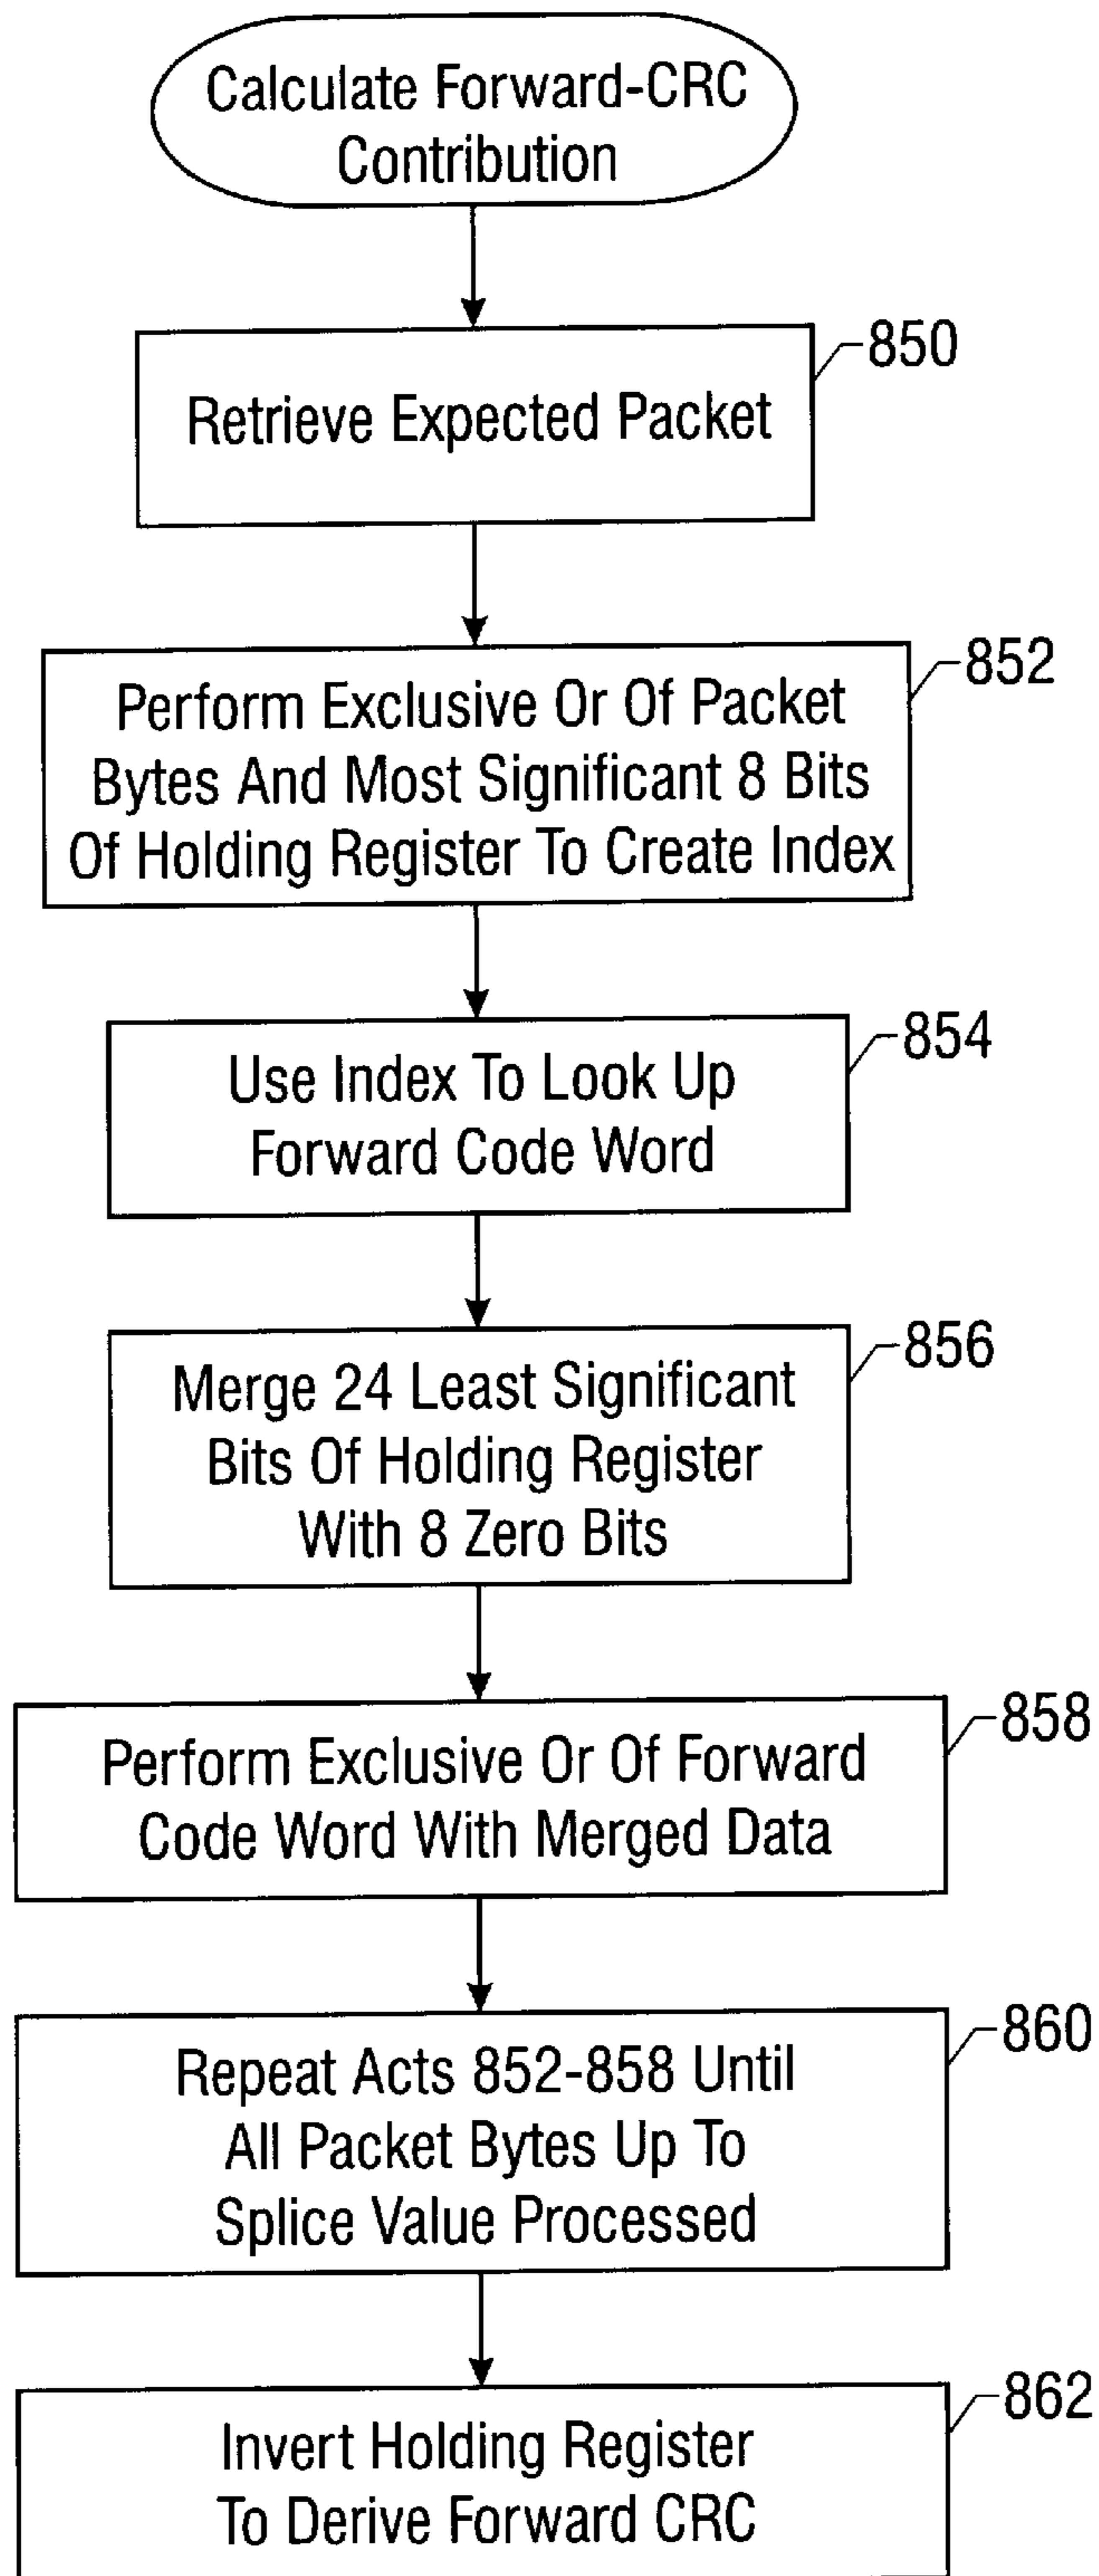 Calculate Forward-CRC
Contribution
850
Retrieve Expected Packet
852
Perform Exclusive Or Of Packet
Bytes And Most Significant 8 Bits
Of Holding Register To Create Index
854
Use Index To Look Up
Forward Code Word
856
Merge 24 Least Significant
Bits Of Holding Register
With 8 Zero Bits
858
Perform Exclusive Or Of Forward
Code Word With Merged Data
860
Repeat Acts 852-858 Until
All Packet Bytes Up To
Splice Value Processed
862
Invert Holding Register
To Derive Forward CRC